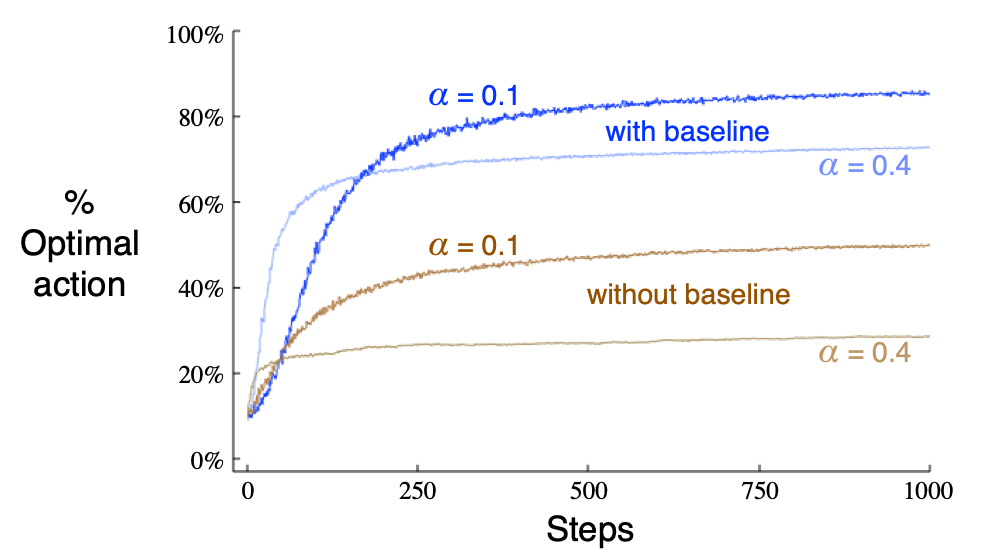 100%
80%
60%
40%
20%
0%
%
Optimal
action
α = 0.1
with baseline
α = 0.4
α = 0.1
without baseline
α = 0.4
0
250
500
750
1000
Steps